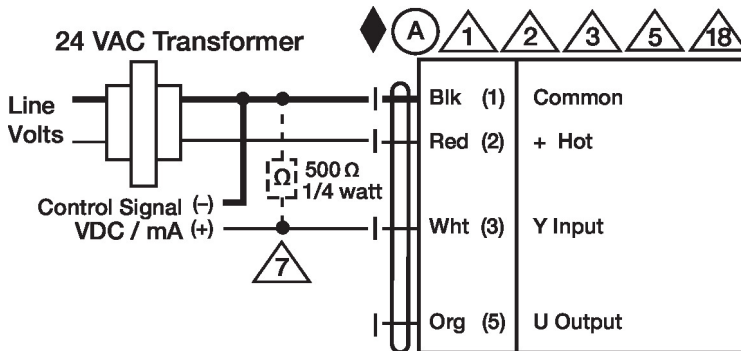 24 VAC Transformer
A 1 2 3 5 18
Line
Volts
Blk (1) Common
Red (2) + Hot
Ω 500 Ω
1/4 watt
Control Signal (–)
VDC / mA (+)
Wht (3) Y Input
7
Org (5) U Output